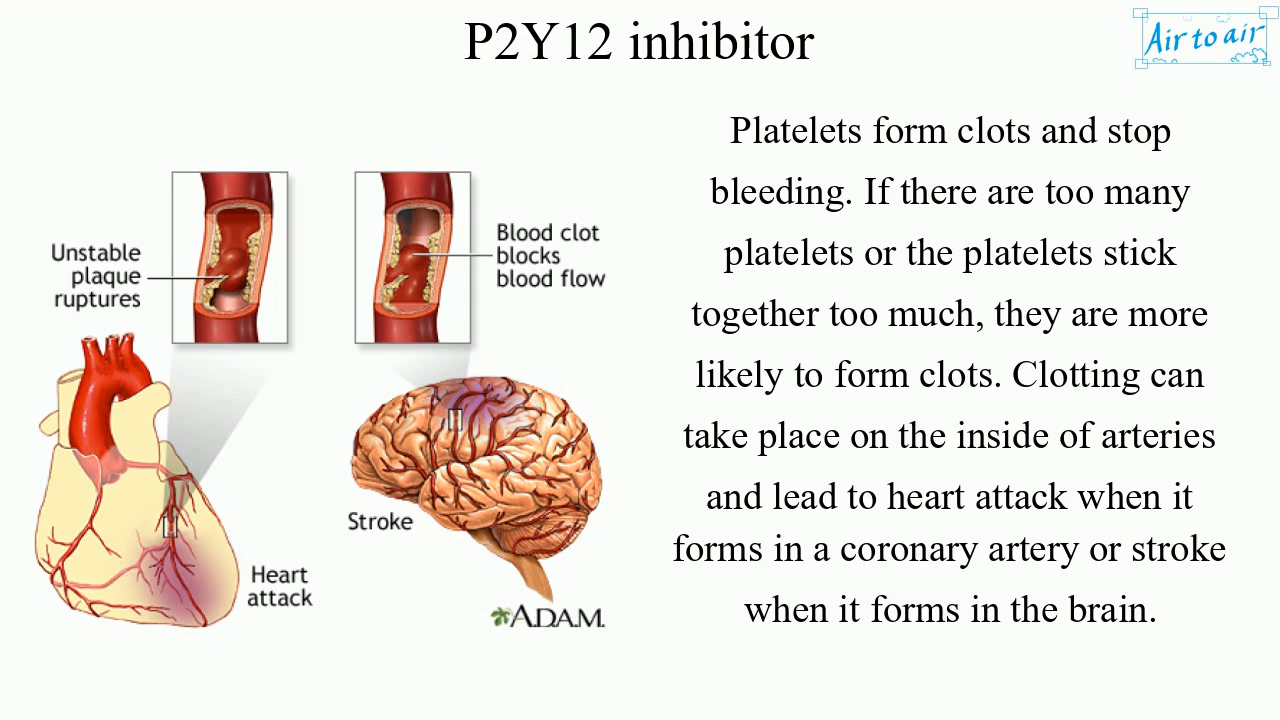 P2Y12 inhibitor
Air to air
Unstable
plaque
ruptures
Blood clot
blocks
blood flow
Stroke
Heart
attack
A.D.A.M.
Platelets form clots and stop
bleeding. If there are too many
platelets or the platelets stick
together too much, they are more
likely to form clots. Clotting can
take place on the inside of arteries
and lead to heart attack when it
forms in a coronary artery or stroke
when it forms in the brain.